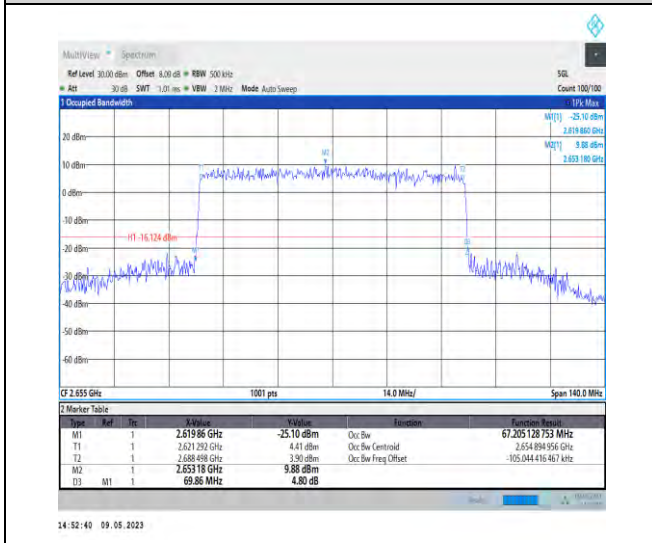 MultiView Spectrum
Ref Level 30.00 dBm Offset 8.09 dB RBW 500 kHz SGL
Att 30 dB SWT 1.01 ms VBW 2 MHz Mode Auto Sweep Count 100/100
1 Occupied Bandwidth 1Pk Max
M1[1] -25.10 dBm
2.619 860 GHz
M2[1] 9.88 dBm
2.653 180 GHz
20 dBm
M2
10 dBm
T1 T2
0 dBm
-10 dBm
H1 -16.124 dBm
-20 dBm
M1 D3
-30 dBm
-40 dBm
-50 dBm
-60 dBm
CF 2.655 GHz 1001 pts 14.0 MHz/ Span 140.0 MHz
2 Marker Table
Type Ref Trc X-Value Y-Value Function Function Result
M1 1 2.619 86 GHz -25.10 dBm Occ Bw 67.205 128 753 MHz
T1 1 2.621 292 GHz 4.41 dBm Occ Bw Centroid 2.654 894 956 GHz
T2 1 2.688 498 GHz 3.90 dBm Occ Bw Freq Offset -105.044 416 467 kHz
M2 1 2.653 18 GHz 9.88 dBm
D3 M1 1 69.86 MHz 4.80 dB
14:52:40 09.05.2023